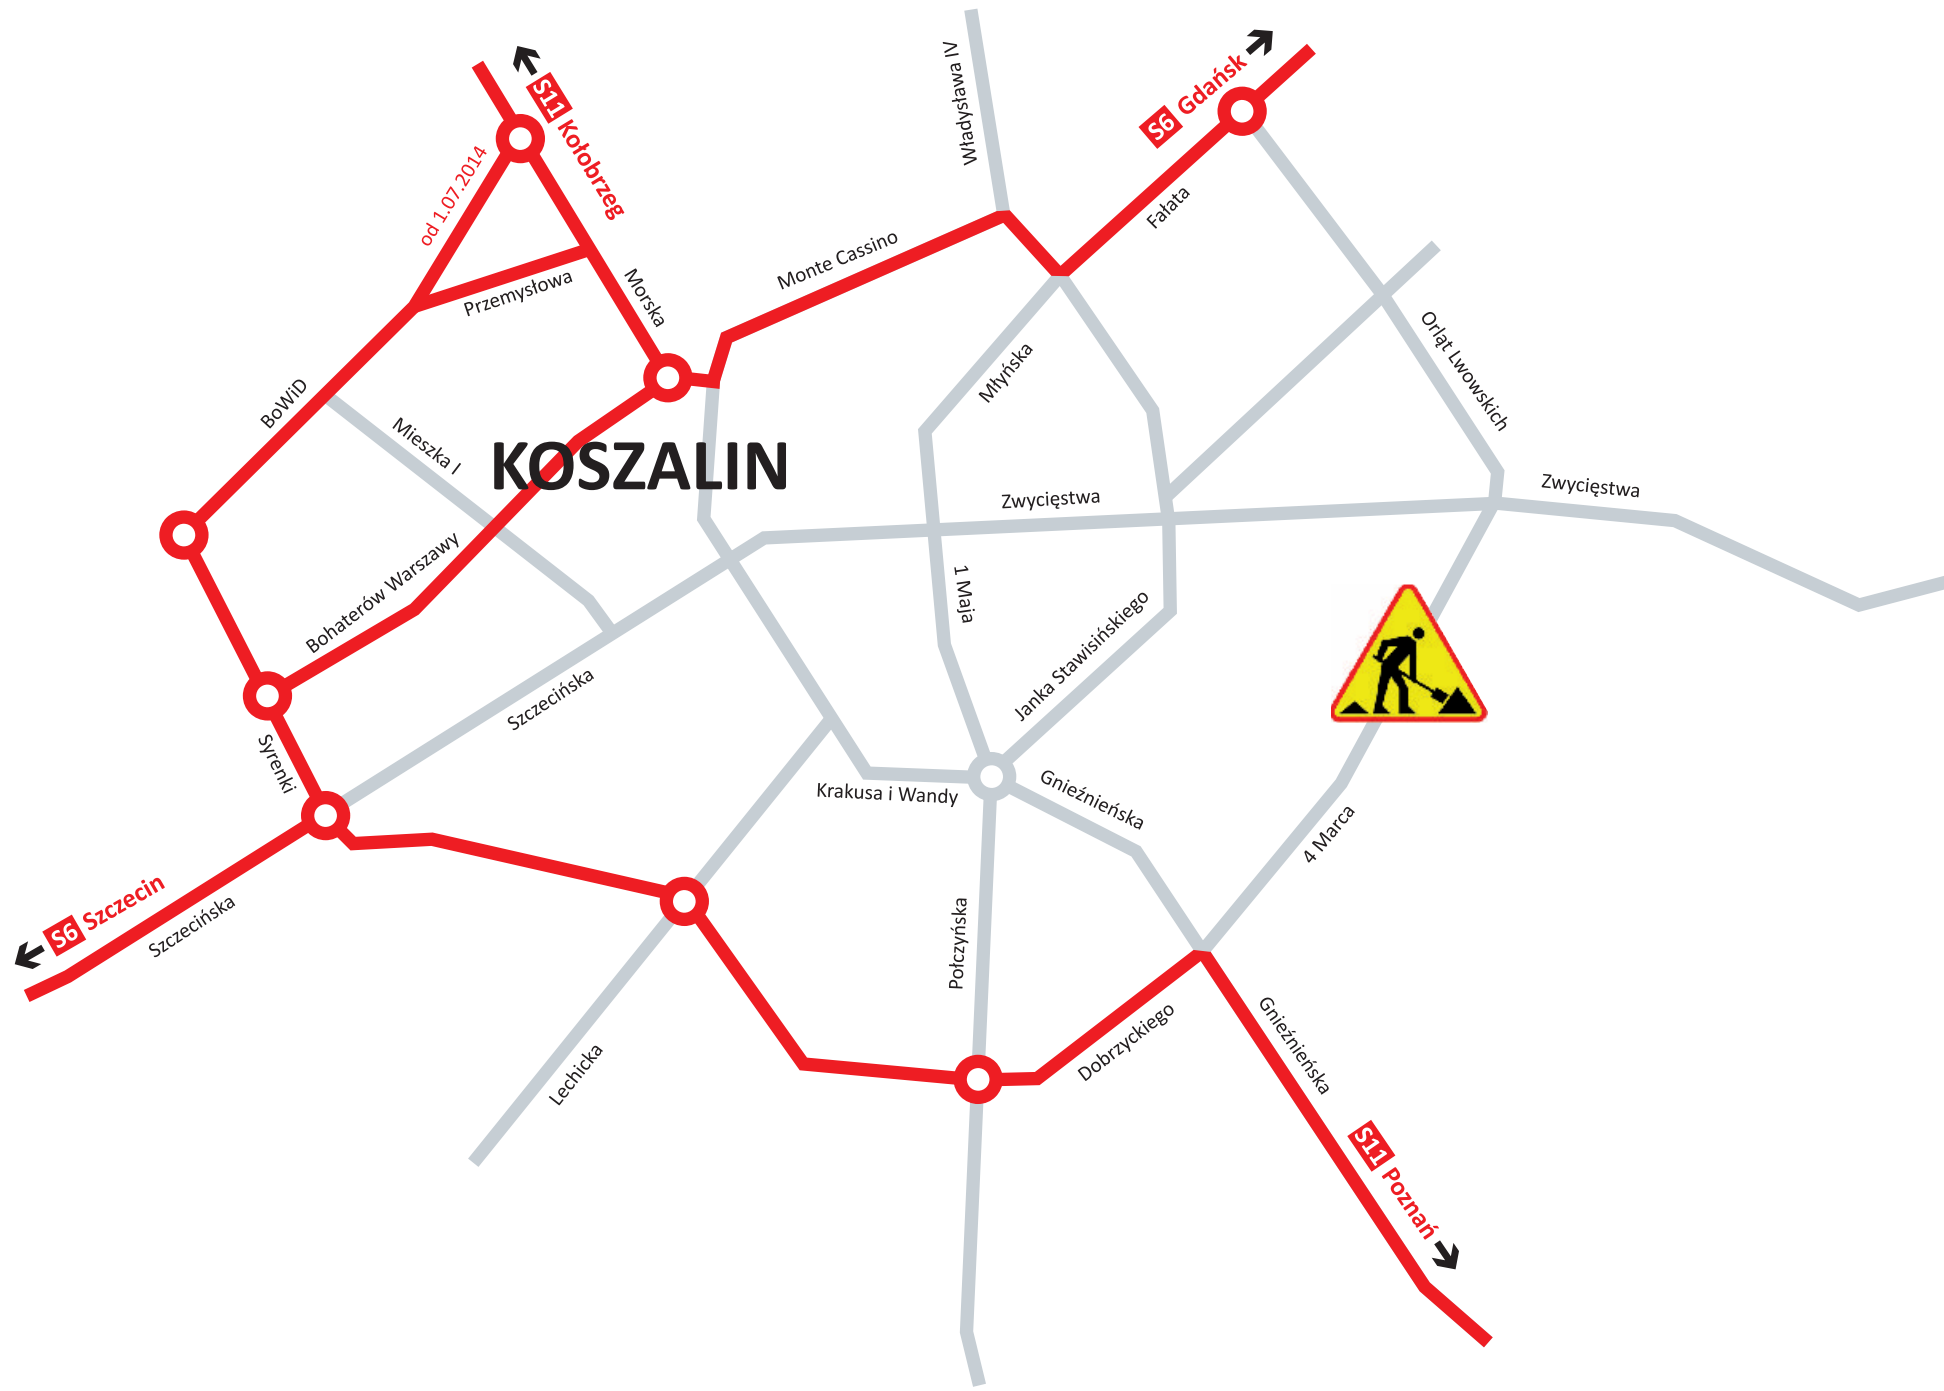 S11 Kołobrzeg
Władysława IV
S6 Gdańsk
od 1.07.2014
Fałata
Monte Cassino
Przemysłowa
Morska
Młyńska
Orląt Lwowskich
BoWiD
Mieszka I
KOSZALIN
Zwycięstwa
Zwycięstwa
Bohaterów Warszawy
1 Maja
Janka Stawisińskiego
Szczecińska
Syrenki
Krakusa i Wandy
Gnieźnieńska
4 Marca
S6 Szczecin
Szczecińska
Połczyńska
Lechicka
Dobrzyckiego
Gnieźnieńska
S11 Poznań